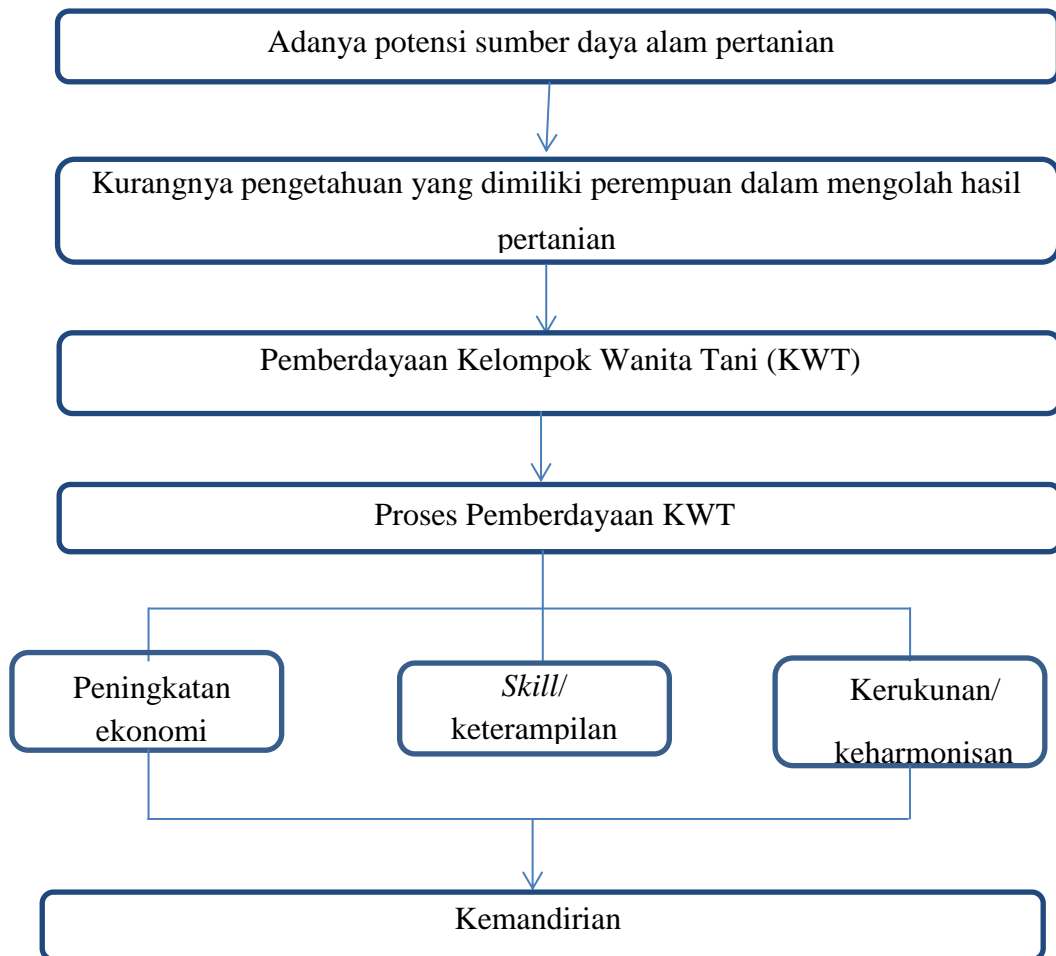 Adanya potensi sumber daya alam pertanian
Kurangnya pengetahuan yang dimiliki perempuan dalam mengolah hasil
pertanian
Pemberdayaan Kelompok Wanita Tani (KWT)
Proses Pemberdayaan KWT
Peningkatan
ekonomi
Skill/
keterampilan
Kerukunan/
keharmonisan
Kemandirian